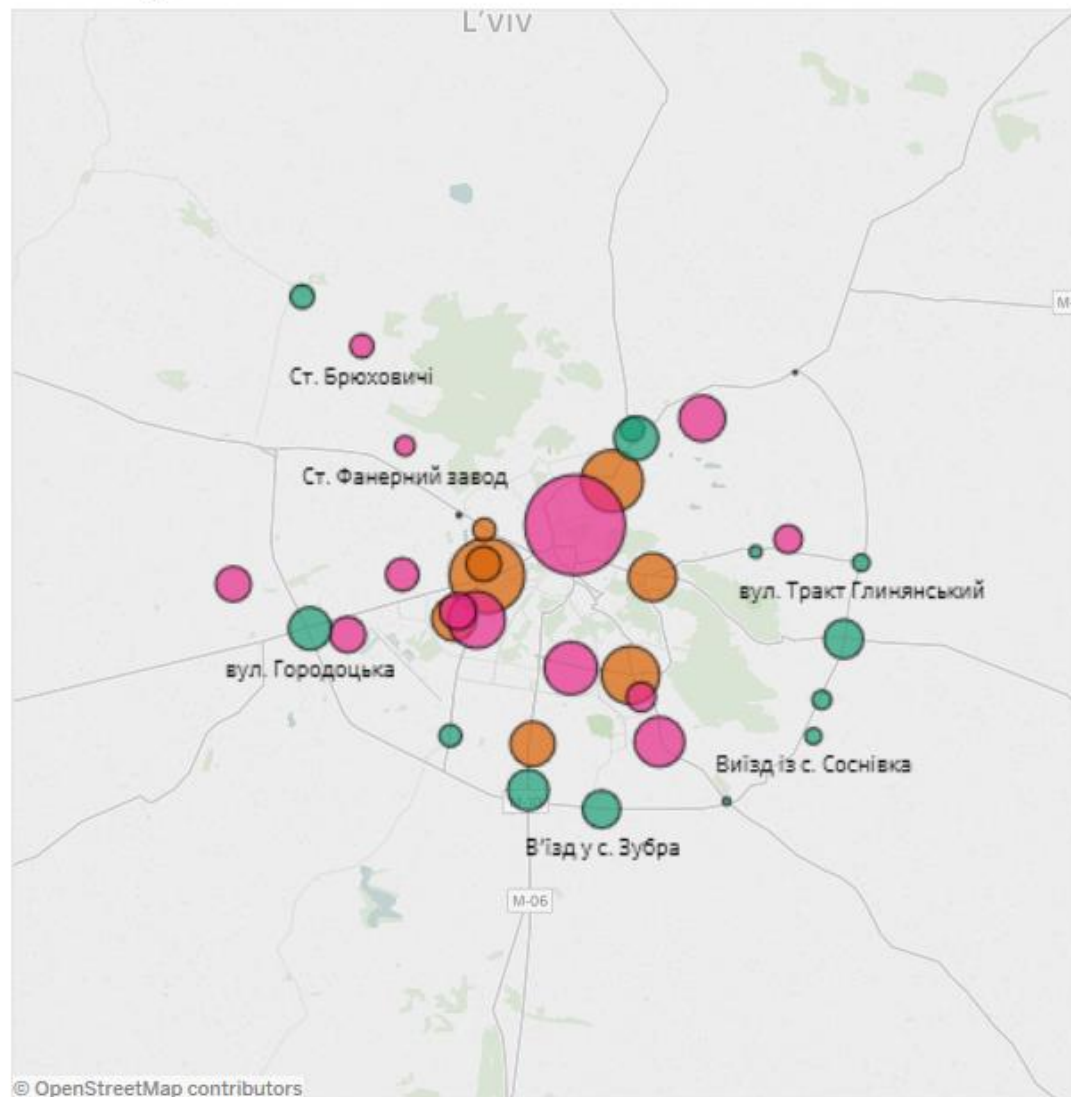 L'VIV
Ст. Брюховичі
Ст. Фанерний завод
вул. Тракт Глинянський
вул. Городоцька
Виїзд із с. Соснівка
В'їзд у с. Зубра
M-06
© OpenStreetMap contributors